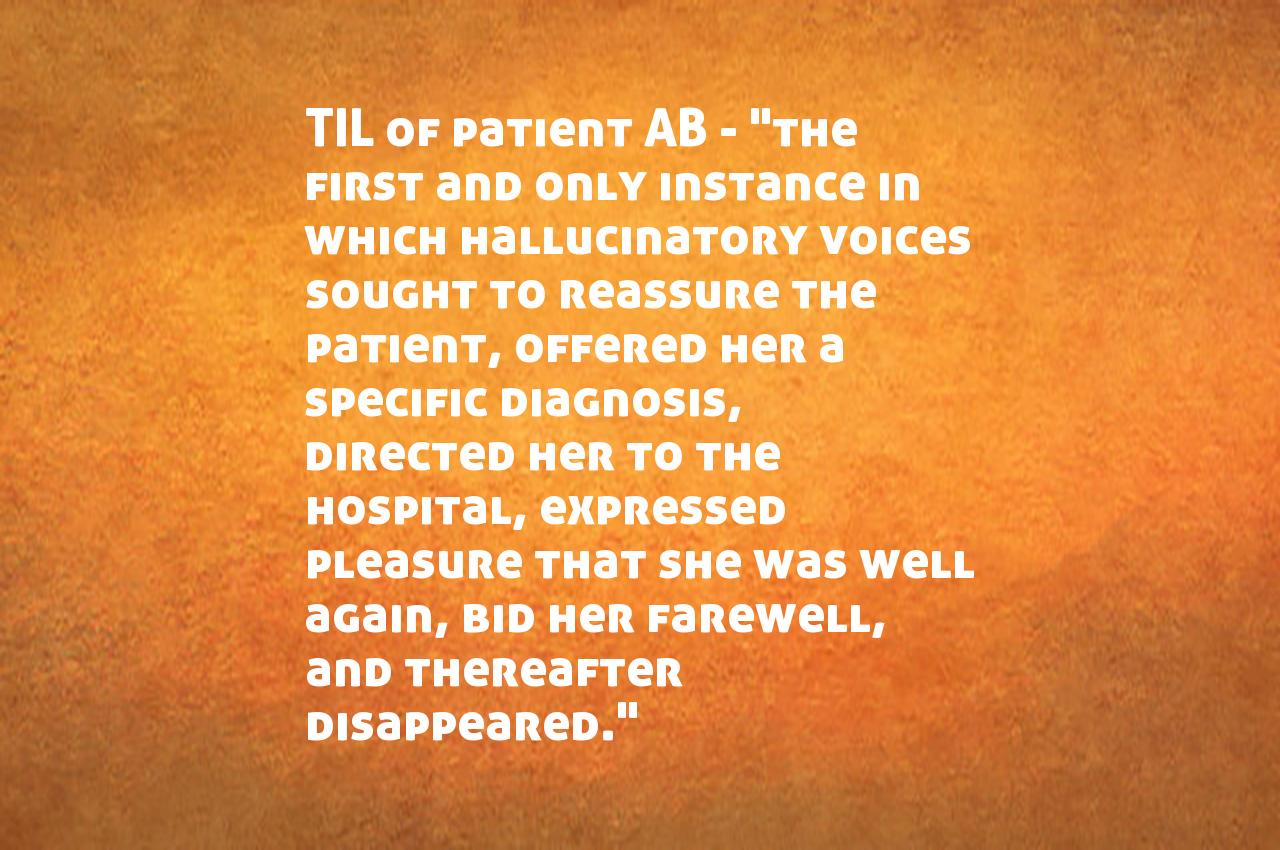 TIL of patient AB - "the
first and only instance in
which hallucinatory voices
sought to reassure the
patient, offered her a
specific diagnosis,
directed her to the
hospital, expressed
pleasure that she was well
again, bid her farewell,
and thereafter
disappeared."